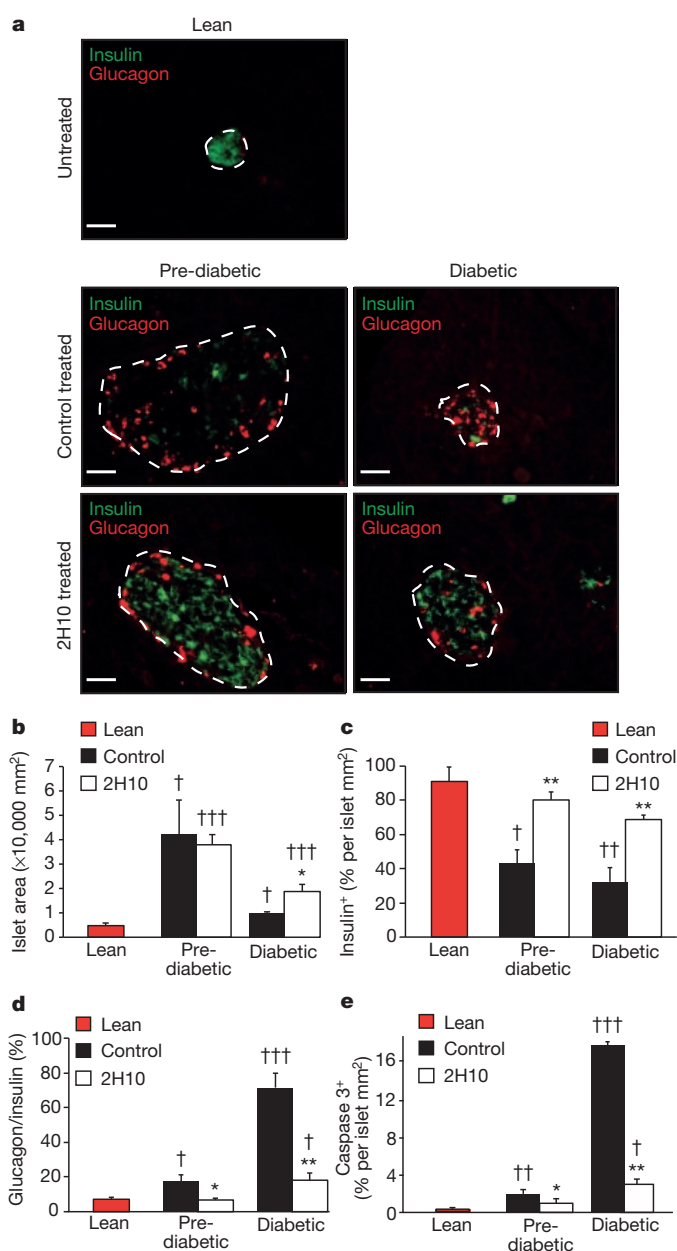 a
Lean
Untreated
Insulin
Glucagon
Pre-diabetic
Diabetic
Control treated
Insulin
Glucagon
Insulin
Glucagon
2H10 treated
Insulin
Glucagon
Insulin
Glucagon
b
Lean
Control
2H10
Islet area (×10,000 mm²)
7
6
5
4
3
2
1
0
†
†††
†
†††
*
Lean
Pre-
diabetic
Diabetic
c
Lean
Control
2H10
Insulin⁺ (% per islet mm²)
100
80
60
40
20
0
†
**
††
**
Lean
Pre-
diabetic
Diabetic
d
Lean
Control
2H10
Glucagon/insulin (%)
100
80
60
40
20
0
†
*
†††
†
**
Lean
Pre-
diabetic
Diabetic
e
Lean
Control
2H10
Caspase 3⁺
(% per islet mm²)
16
12
8
4
0
††
*
†††
†
**
Lean
Pre-
diabetic
Diabetic